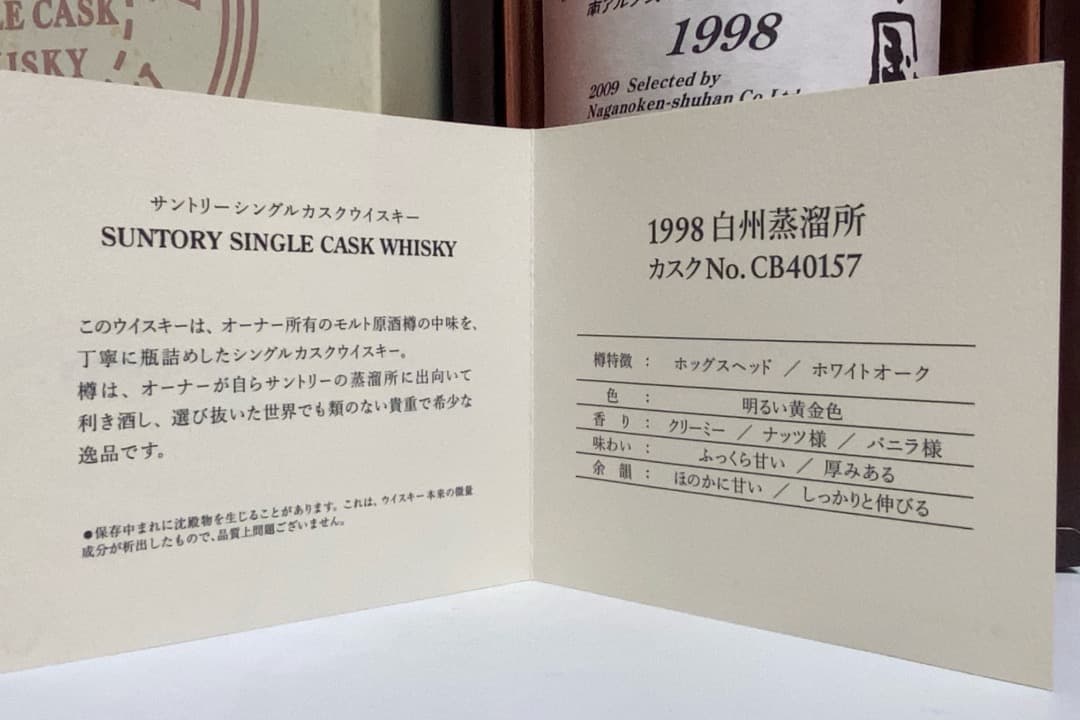 LE CASK
HISKY
南アルプス
1998
2009 Selected by
Naganoken-shuhan Co.Ltd.
サントリーシングルカスクウイスキー
SUNTORY SINGLE CASK WHISKY
このウイスキーは、オーナー所有のモルト原酒樽の中味を、
丁寧に瓶詰めしたシングルカスクウイスキー。
樽は、オーナーが自らサントリーの蒸溜所に出向いて
利き酒し、選び抜いた世界でも類のない貴重で希少な
逸品です。
●保存中まれに沈殿物を生じることがあります。これは、ウイスキー本来の微量
成分が析出したもので、品質上問題ございません。
1998 白州蒸溜所
カスク No. CB40157
樽特徴 : ホッグスヘッド / ホワイトオーク
色 : 明るい黄金色
香り : クリーミー / ナッツ様 / バニラ様
味わい : ふっくら甘い / 厚みある
余韻 : ほのかに甘い / しっかりと伸びる